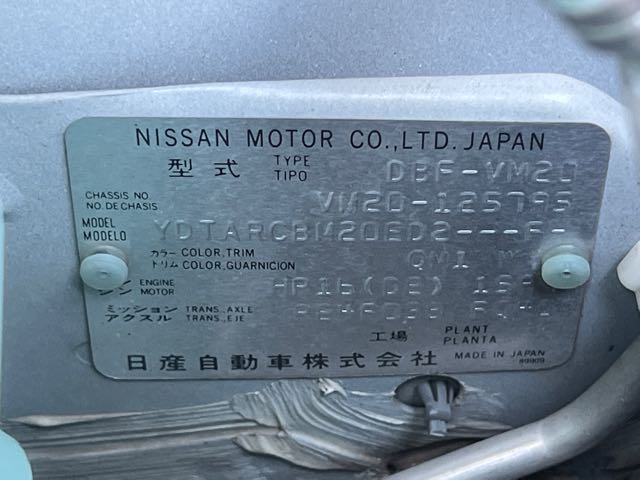 NISSAN MOTOR CO.,LTD. JAPAN
型式 TYPE TIPO DBF-VM20
CHASSIS NO. NO. DE CHASIS VM20-125795
MODEL MODELO YDTARCBM20ED2---F-
カラー COLOR, TRIM
トリム COLOR, GUARNICION QM1
ENGINE MOTOR HR16(DE)
ミッション TRANS., AXLE
アクスル TRANS., EJE
工場 PLANT PLANTA
日産自動車株式会社 MADE IN JAPAN